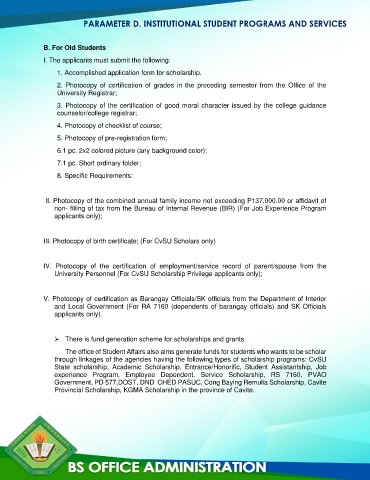 PARAMETER D. INSTITUTIONAL STUDENT PROGRAMS AND SERVICES
B. For Old Students
I. The applicants must submit the following:
1. Accomplished application form for scholarship.
2. Photocopy of certification of grades in the preceding semester from the Office of the
University Registrar;
3. Photocopy of the certification of good moral character issued by the college guidance
counselor/college registrar;
4. Photocopy of checklist of course;
5. Photocopy of pre-registration form;
6.1 pc. 2x2 colored picture (any background color);
7.1 pc. Short ordinary folder;
8. Specific Requirements:
II. Photocopy of the combined annual family income not exceeding P137,000.00 or affidavit of
non- filling of tax from the Bureau of Internal Revenue (BIR) (For Job Experience Program
applicants only);
III. Photocopy of birth certificate; (For CvSU Scholars only)
IV. Photocopy of the certification of employment/service record of parent/spouse from the
University Personnel (For CvSU Scholarship Privilege applicants only);
V. Photocopy of certification as Barangay Officials/SK officials from the Department of Interior
and Local Government (For RA 7160 (dependents of barangay officials) and SK Officials
applicants only).
➢ There is fund generation scheme for scholarships and grants.
The office of Student Affairs also aims generate funds for students who wants to be scholar
through linkages of the agencies having the following types of scholarship programs: CvSU
State scholarship, Academic Scholarship, Entrance/Honorific, Student Assistantship, Job
experience Program, Employee Dependent, Service Scholarship, RS 7160, PVAO
Government, PD 577,DOST, DND CHED PASUC, Cong Baying Remulla Scholarship, Cavite
Provincial Scholarship, KGMA Scholarship in the province of Cavite.
BS OFFICE ADMINISTRATION